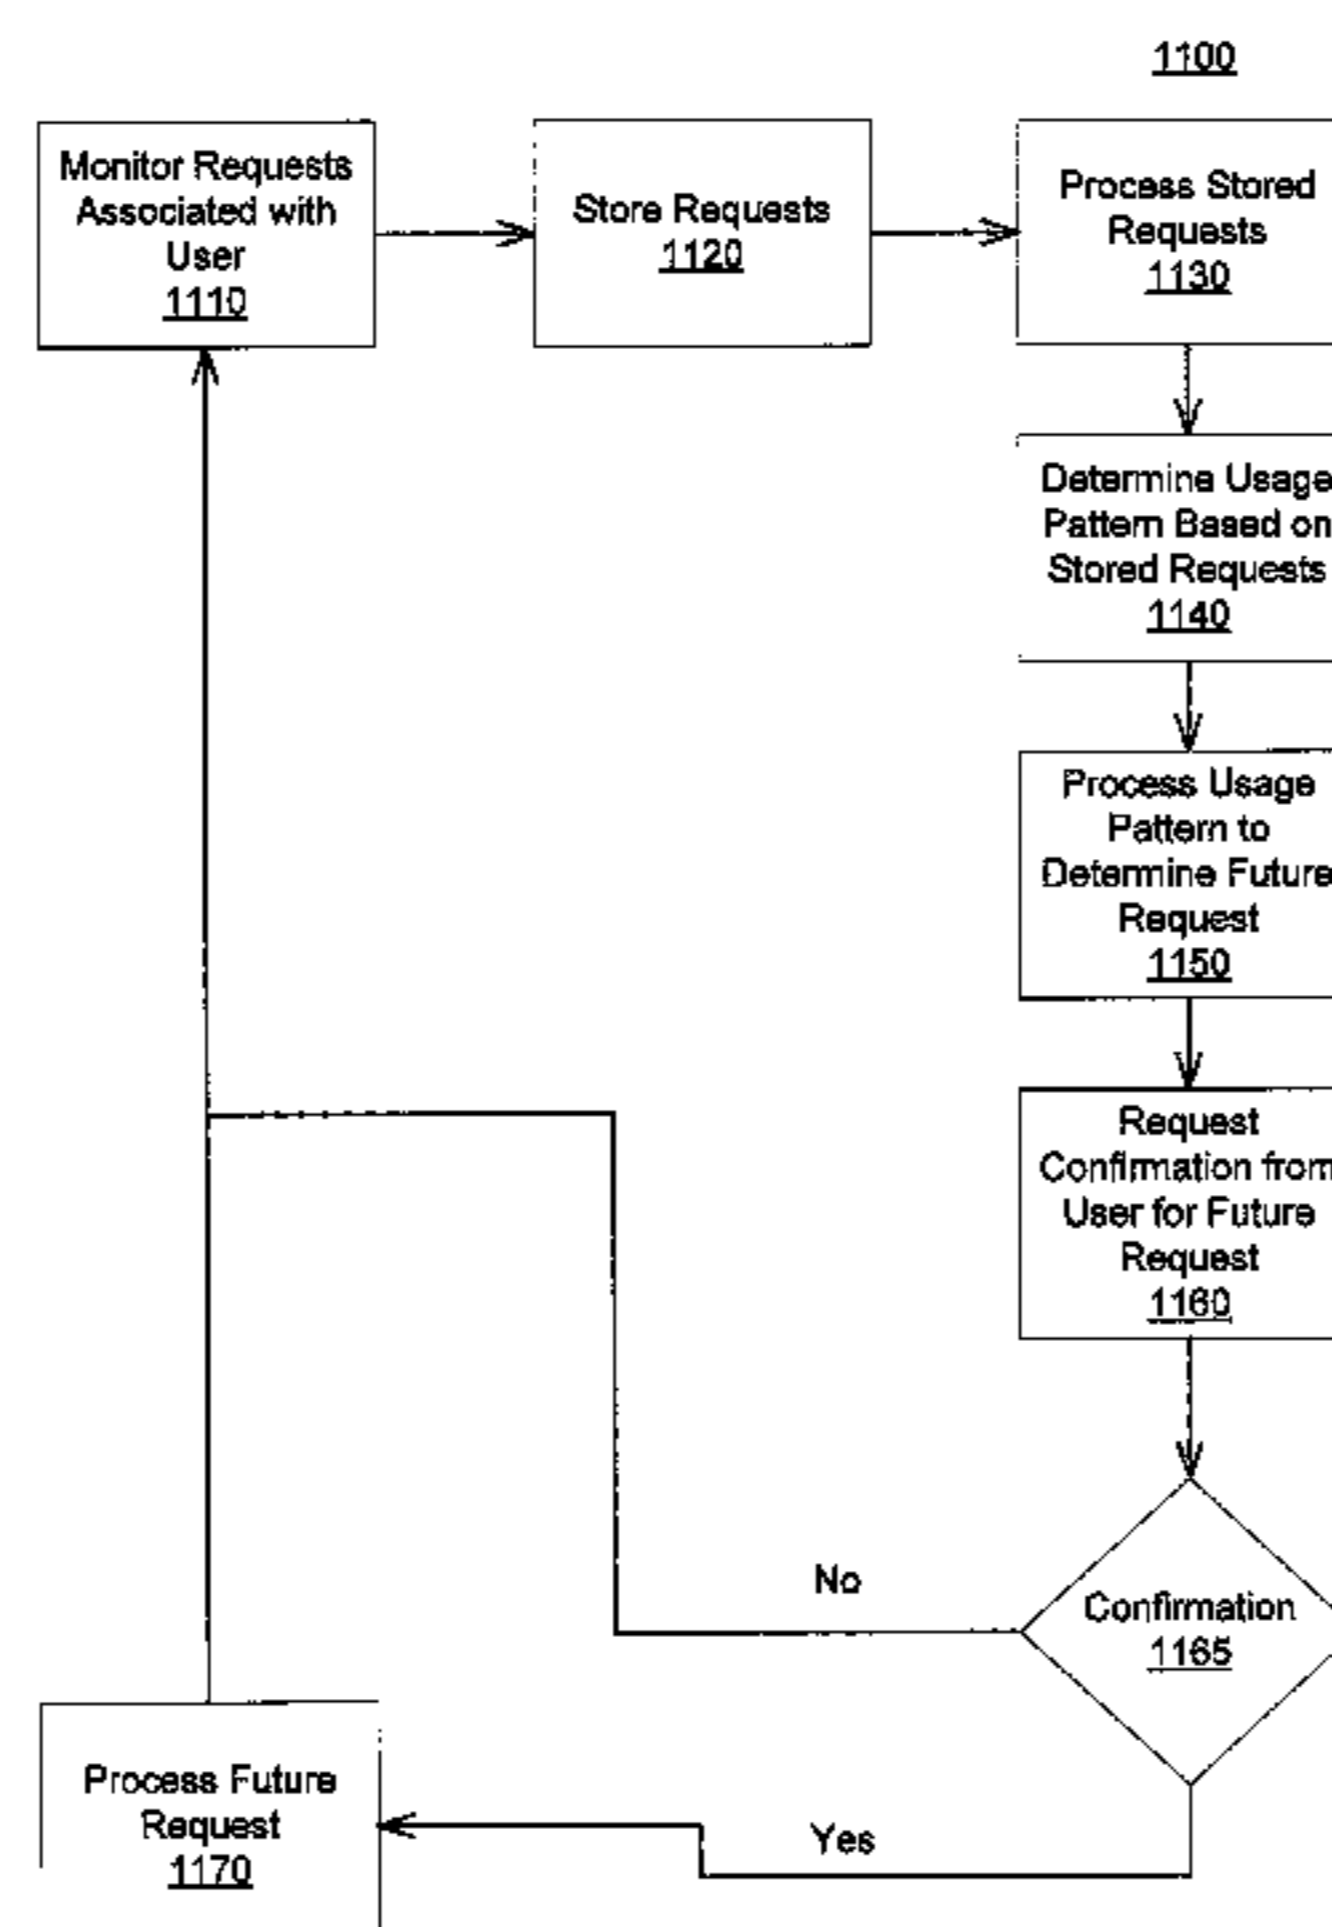 1100
Monitor Requests
Associated with
User
1110
Store Requests
1120
Process Stored
Requests
1130
Determine Usage
Pattern Based on
Stored Requests
1140
Process Usage
Pattern to
Determine Future
Request
1150
Request
Confirmation from
User for Future
Request
1160
No
Confirmation
1165
Process Future
Request
1170
Yes